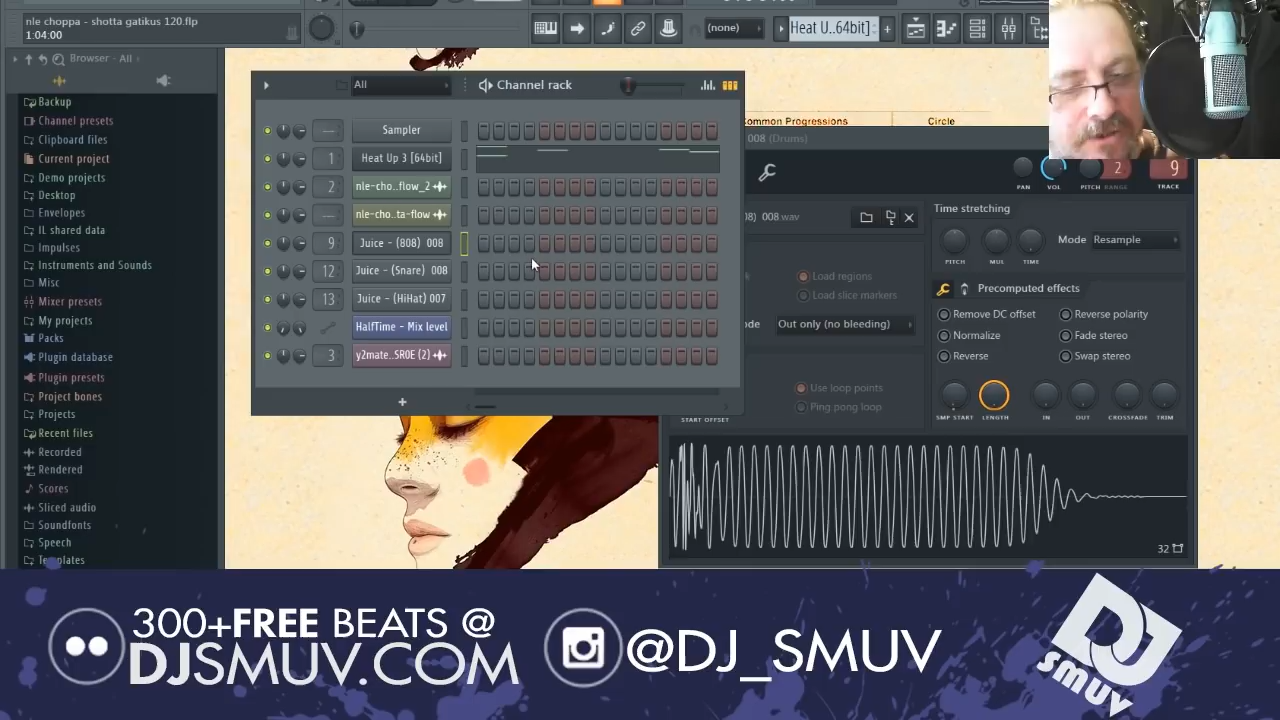 nle choppa - shotta gatikus 120.flp
1:04:00
(none)
Heat U..64bit]
Browser - All
Backup
Channel presets
Clipboard files
Current project
Demo projects
Desktop
Envelopes
IL shared data
Impulses
Instruments and Sounds
Misc
Mixer presets
My projects
Packs
Plugin database
Plugin presets
Project bones
Projects
Recent files
Recorded
Rendered
Scores
Sliced audio
Soundfonts
Speech
Templates
All
Channel rack
Sampler
1 Heat Up 3 [64bit]
2 nle-cho..flow_2
nle-cho..ta-flow
9 Juice - (808) 008
12 Juice - (Snare) 008
13 Juice - (HiHat) 007
HalfTime - Mix level
3 y2mate..SROE (2)
ommon Progressions
Circle
008 (Drums)
PAN VOL PITCH RANGE TRACK
2 9
8) 008.wav
Time stretching
PITCH MUL TIME
Mode Resample
Load regions
Load slice markers
Out only (no bleeding)
Precomputed effects
Remove DC offset
Reverse polarity
Normalize
Fade stereo
Reverse
Swap stereo
Use loop points
Ping pong loop
SMP START LENGTH IN OUT CROSSFADE TRIM
START OFFSET
32
300+FREE BEATS @
DJSMUV.COM
@DJ_SMUV
DJ
SMUV